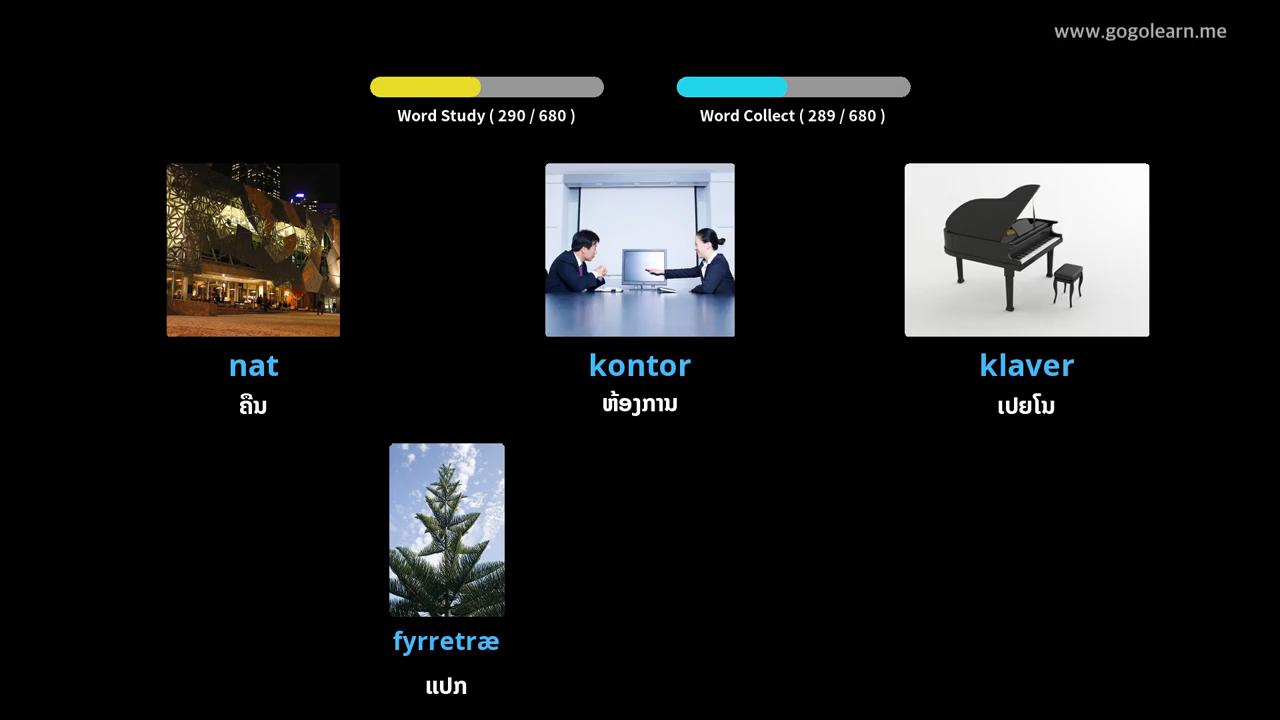 www.gogolearn.me
Word Study ( 290 / 680 )
Word Collect ( 289 / 680 )
nat
kontor
klaver
ຄືນ
ຫ້ອງການ
ເປຍໂນ
fyrretræ
ແປກ